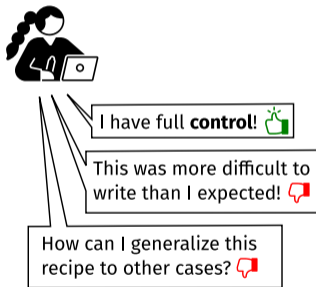 I have full control!
This was more difficult to
write than I expected!
How can I generalize this
recipe to other cases?